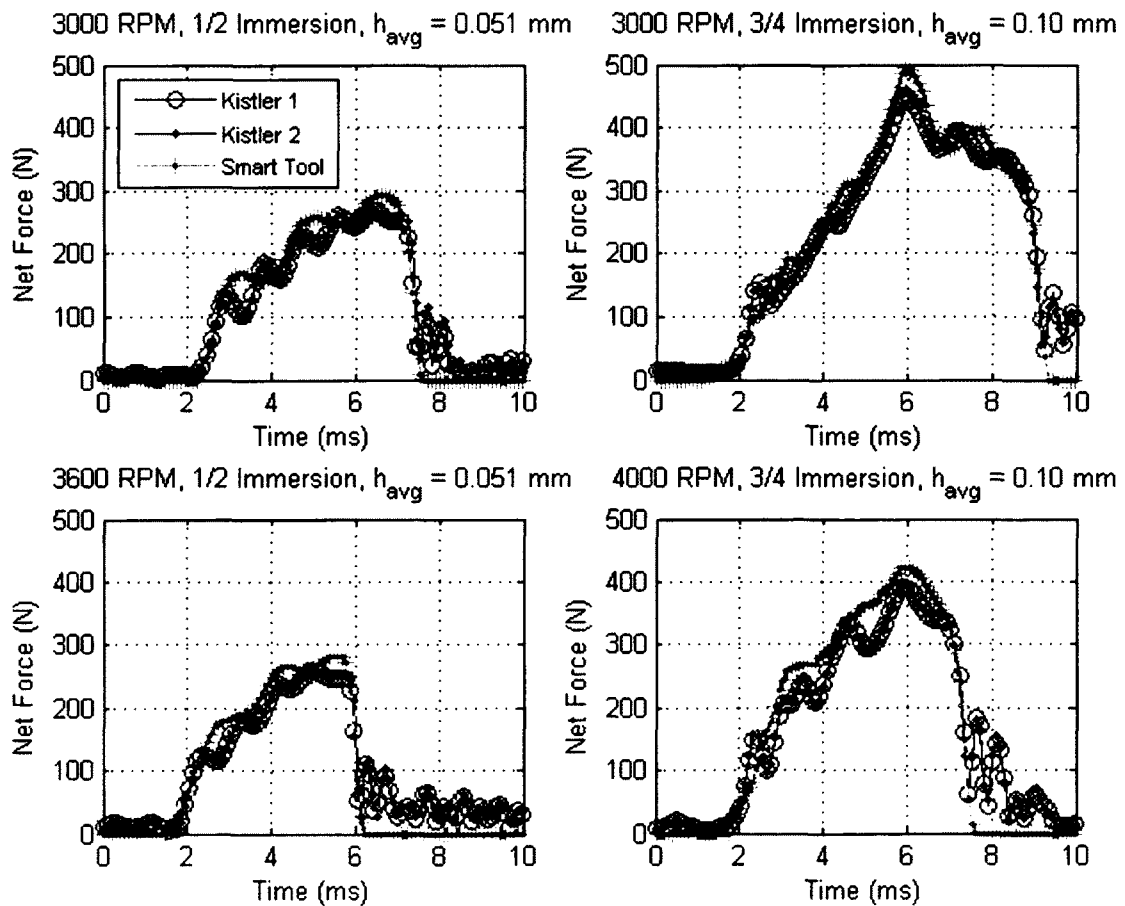 3000 RPM, 1/2 Immersion, havg = 0.051 mm
500
400
300
200
100
0
Net Force (N)
Kistler 1
Kistler 2
Smart Tool
0 2 4 6 8 10
Time (ms)
3000 RPM, 3/4 Immersion, havg = 0.10 mm
500
400
300
200
100
0
Net Force (N)
0 2 4 6 8 10
Time (ms)
3600 RPM, 1/2 Immersion, havg = 0.051 mm
500
400
300
200
100
0
Net Force (N)
0 2 4 6 8 10
Time (ms)
4000 RPM, 3/4 Immersion, havg = 0.10 mm
500
400
300
200
100
0
Net Force (N)
0 2 4 6 8 10
Time (ms)